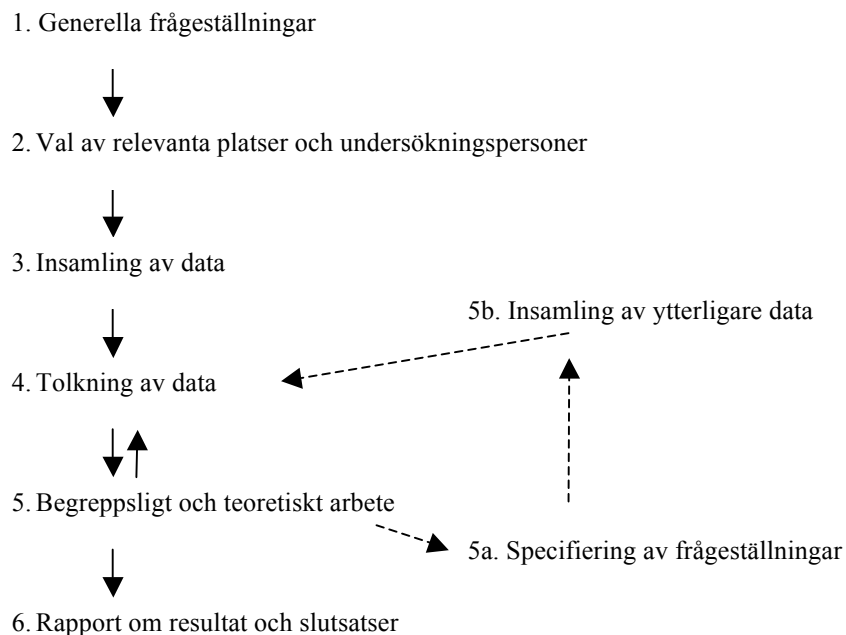 1. Generella frågeställningar
2. Val av relevanta platser och undersökningspersoner
3. Insamling av data
5b. Insamling av ytterligare data
4. Tolkning av data
5. Begreppsligt och teoretiskt arbete
5a. Specifiering av frågeställningar
6. Rapport om resultat och slutsatser